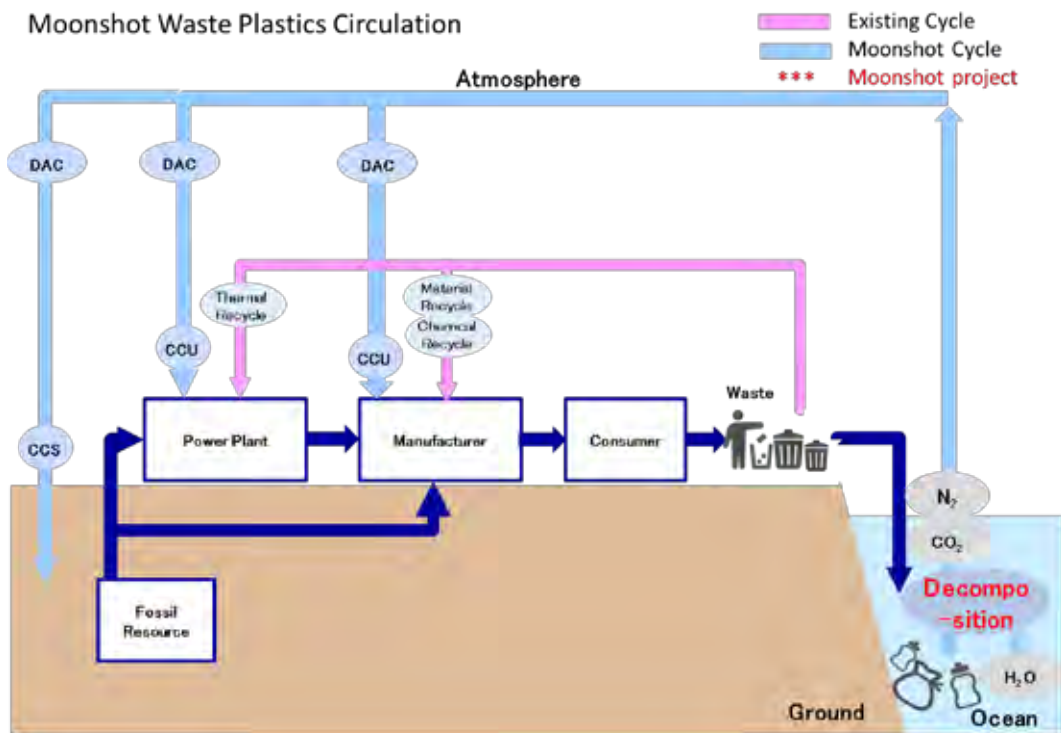 Moonshot Waste Plastics Circulation
Existing Cycle
Moonshot Cycle
*** Moonshot project
Atmosphere
DAC
DAC
DAC
Thermal
Recycle
Material
Recycle
Chemical
Recycle
CCU
CCU
Waste
Power Plant
Manufacturer
Consumer
CCS
N₂
CO₂
Decompo
-sition
Fossil
Resource
H₂O
Ground
Ocean